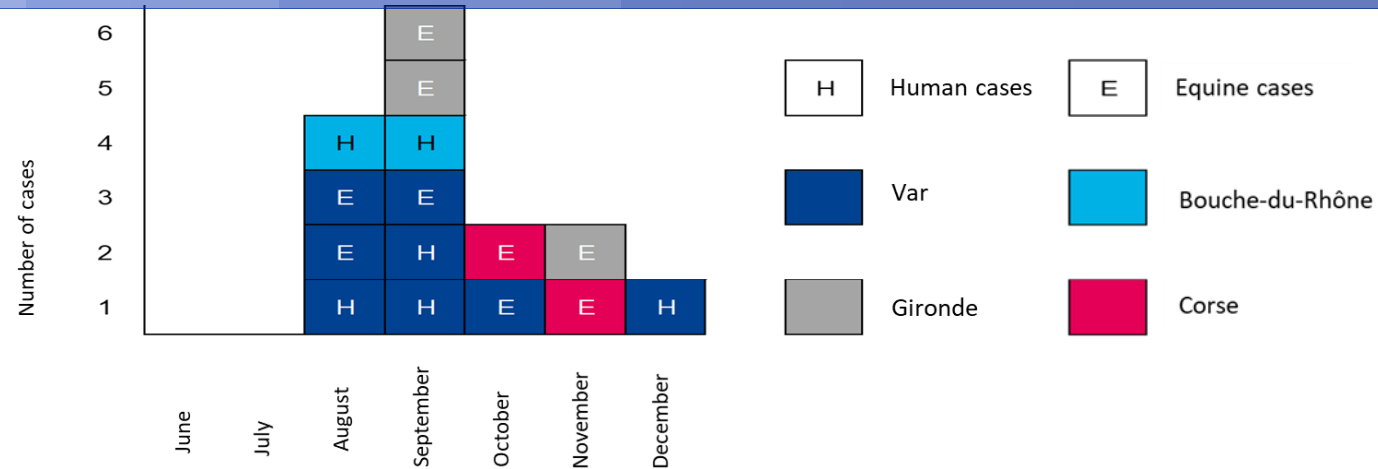 6 E
5 E H Human cases E Equine cases
4 H H
3 E E Var Bouche-du-Rhône
2 E H E E
1 H H E E H Gironde Corse
Number of cases
June July August September October November December